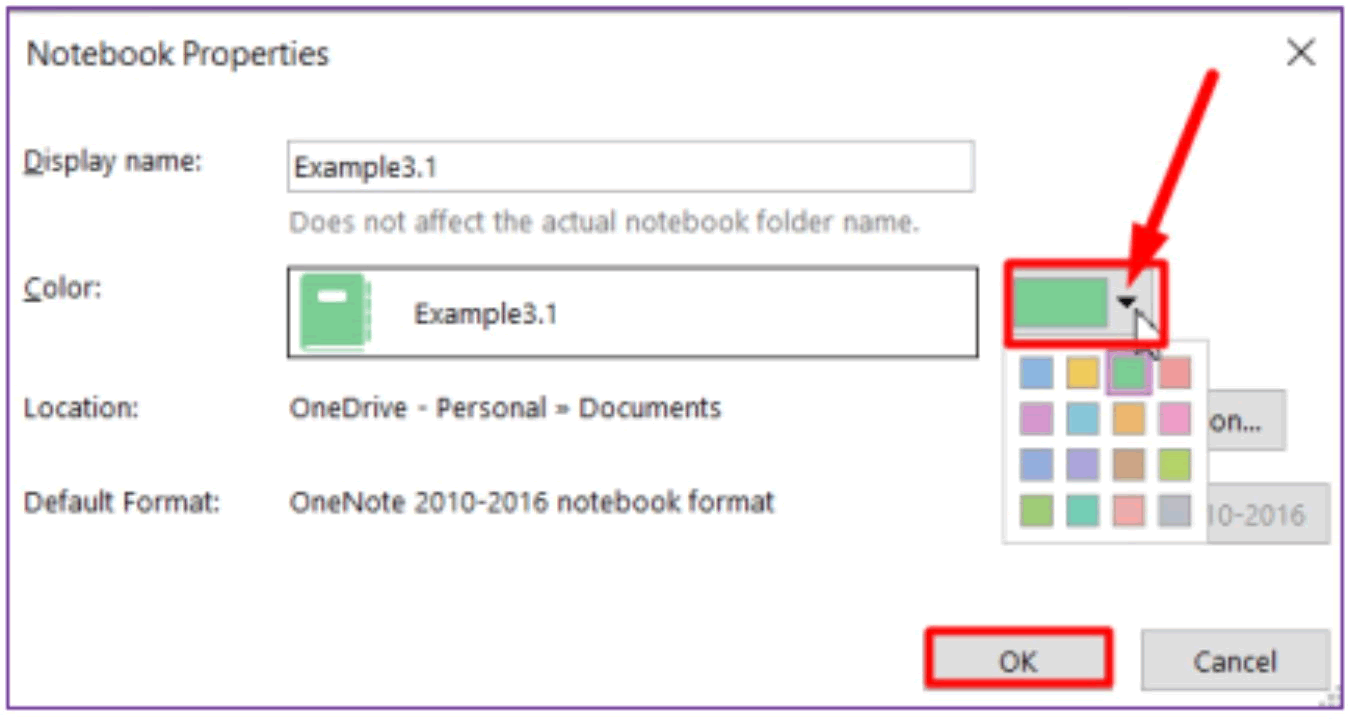 Notebook Properties
Display name:
Example3.1
Does not affect the actual notebook folder name.
Color:
Example3.1
Location:
OneDrive - Personal » Documents
on...
Default Format:
OneNote 2010-2016 notebook format
10-2016
OK
Cancel